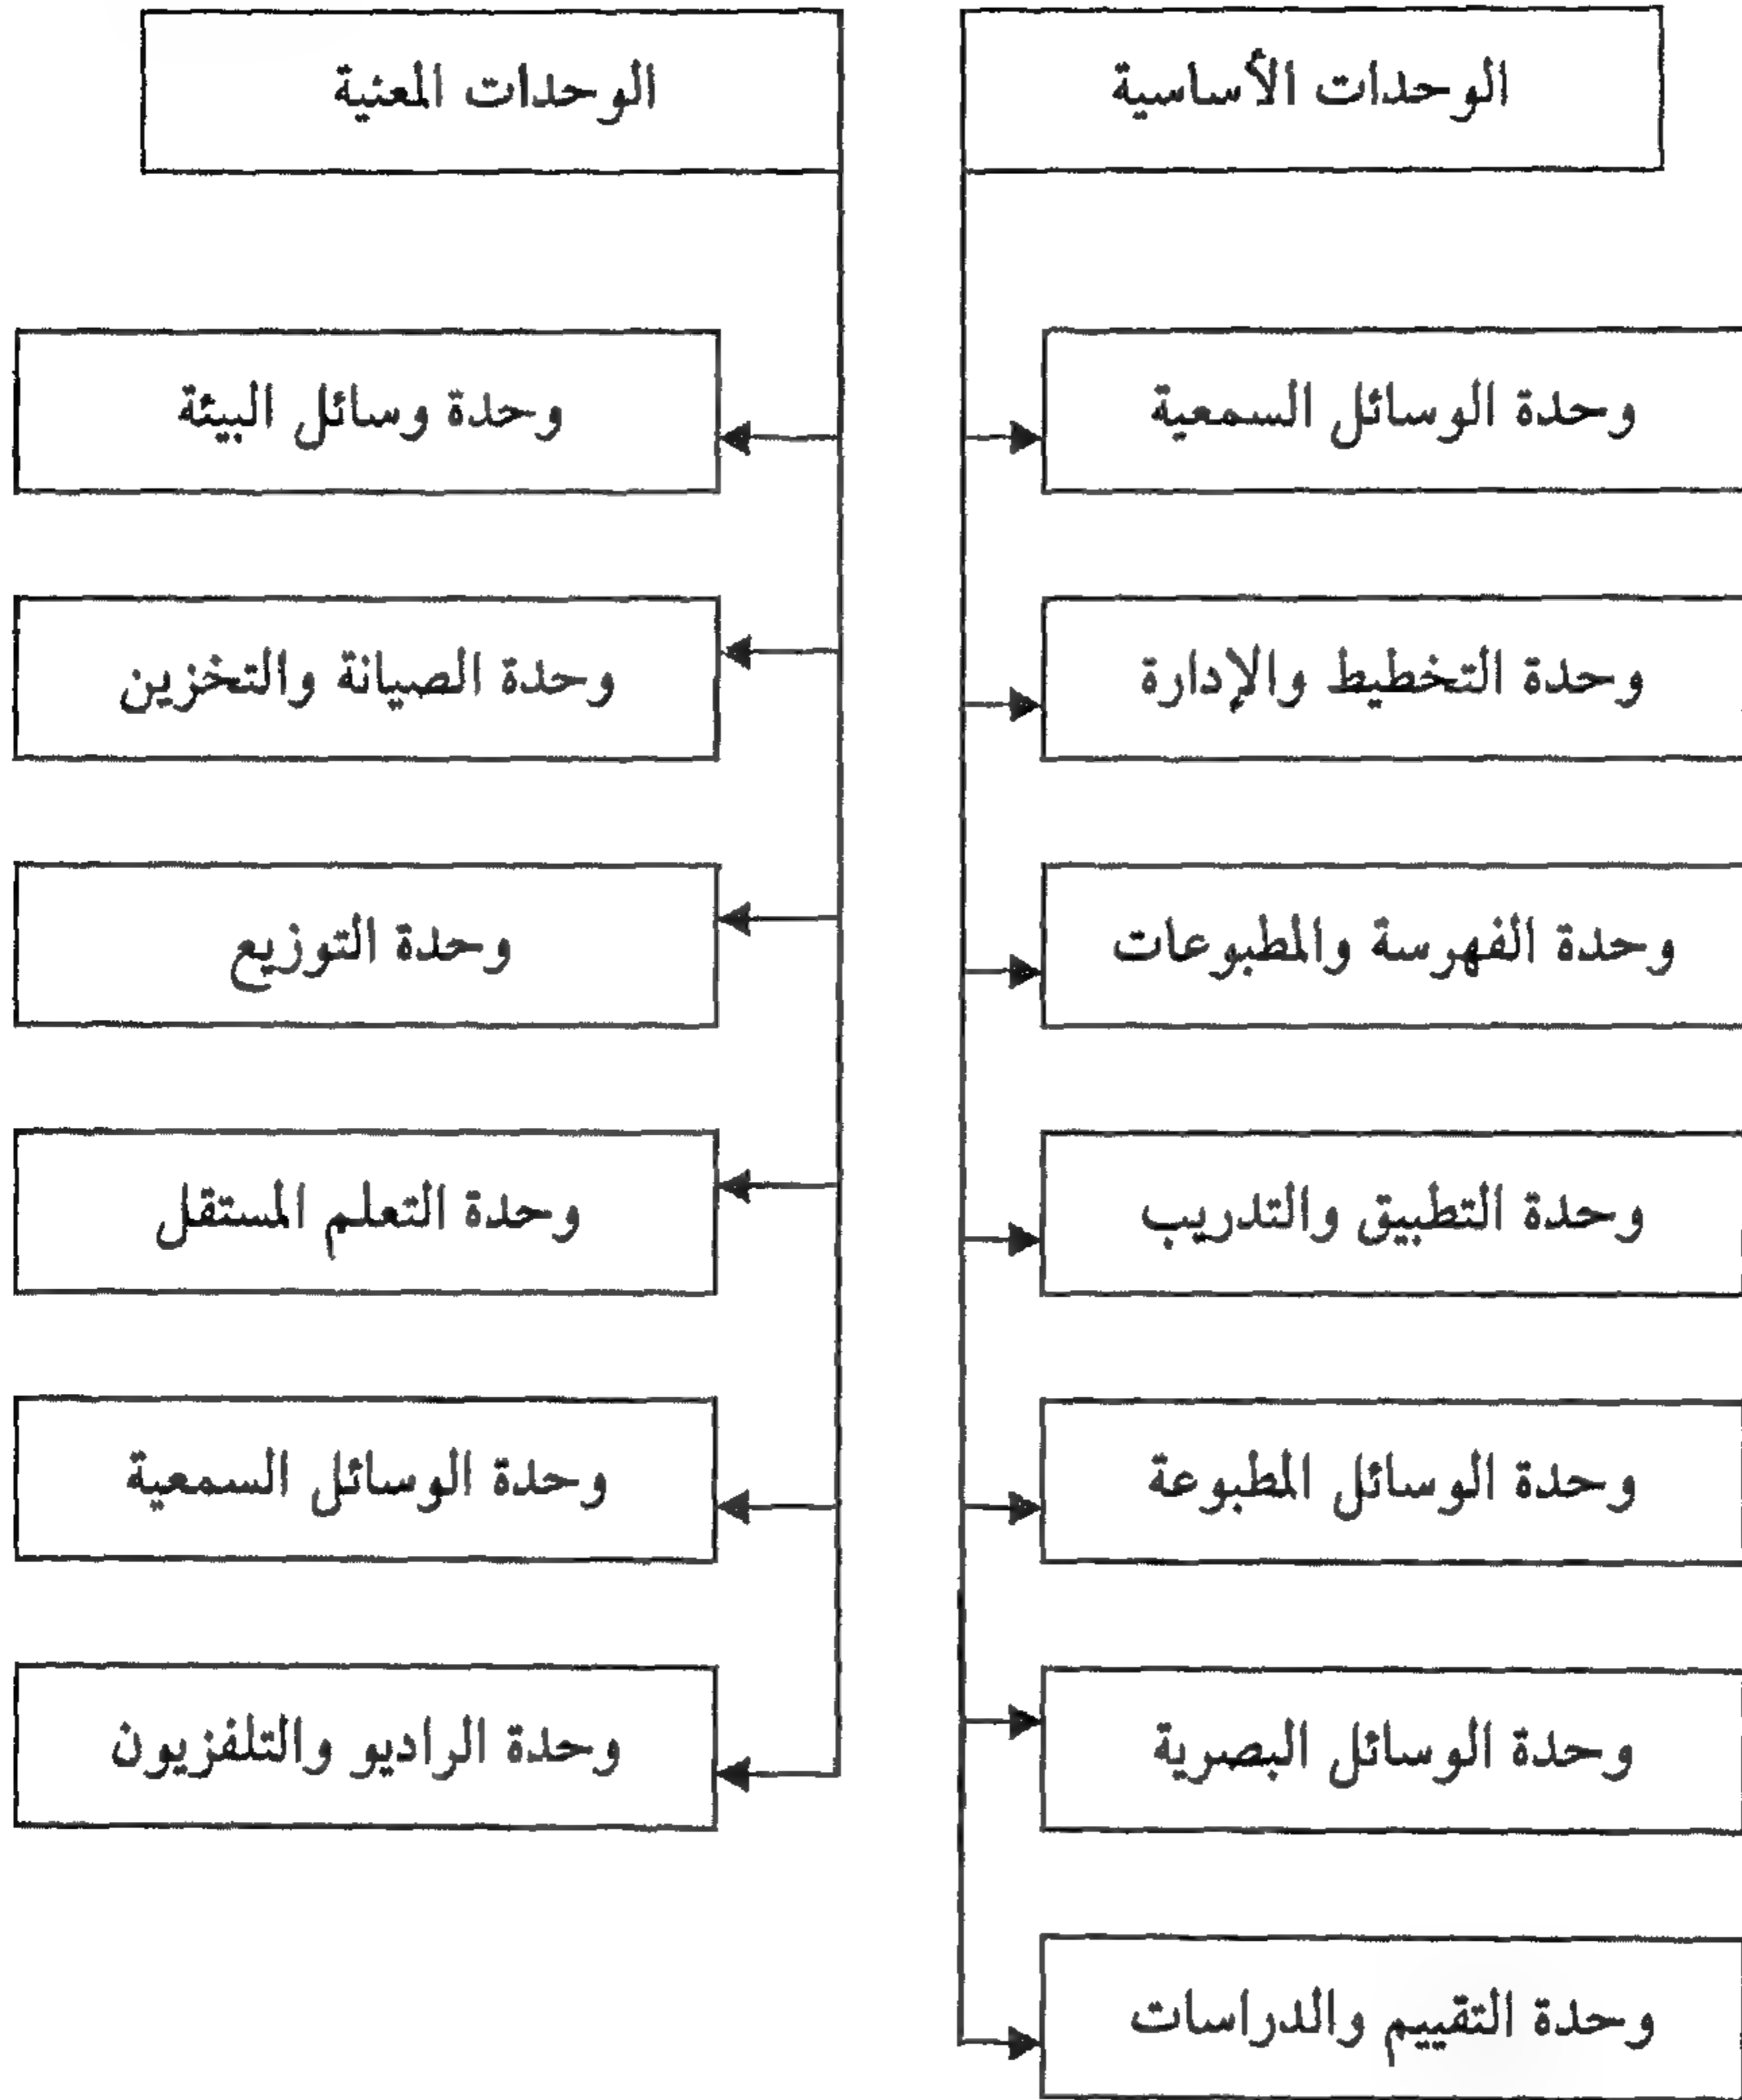 الوحدات الأساسية
وحدة الوسائل السمعية
وحدة التخطيط والإدارة
وحدة الفهرسة والمطبوعات
وحدة التطبيق والتدريب
وحدة الوسائل المطبوعة
وحدة الوسائل البصرية
وحدة التقييم والدراسات
الوحدات المعنية
وحدة وسائل البيئة
وحدة الصيانة والتخزين
وحدة التوزيع
وحدة التعلم المستقل
وحدة الوسائل السمعية
وحدة الراديو والتلفزيون